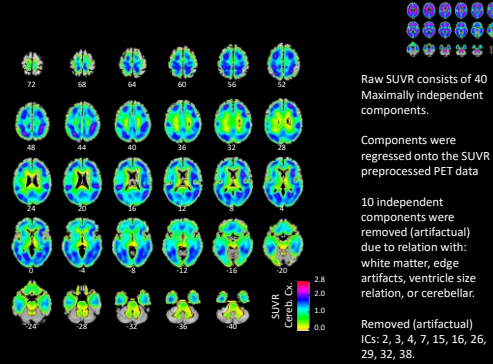 72 68 64 60 56 52
48 44 40 36 32 28
24 20 16 12 8 4
0 -4 -8 -12 -16 -20
-24 -28 -32 -36 -40
SUVR
Cereb. Cx.
2.8
2.0
1.0
0.0
Raw SUVR consists of 40
Maximally independent
components.
Components were
regressed onto the SUVR
preprocessed PET data
10 independent
components were
removed (artifactual)
due to relation with:
white matter, edge
artifacts, ventricle size
relation, or cerebellar.
Removed (artifactual)
ICs: 2, 3, 4, 7, 15, 16, 26,
29, 32, 38.